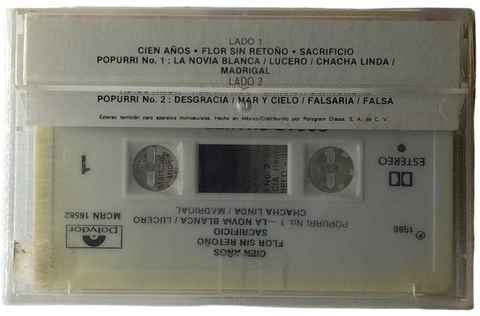 LADO 1
CIEN AÑOS • FLOR SIN RETOÑO • SACRIFICIO
POPURRI No. 1 : LA NOVIA BLANCA / LUCERO / CHACHA LINDA /
MADRIGAL
LADO 2
POPURRI No. 2 : DESGRACIA / MAR Y CIELO / FALSARIA / FALSA
Estereo también para aparatos monoaurales. Hecho en México/Distribuido por Polygram Discos, S. A. de C. V.
1
ESTEREO
CIEN AÑOS
FLOR SIN RETOÑO
SACRIFICIO
POPURRI No. 1 — LA NOVIA BLANCA / LUCERO
CHACHA LINDA / MADRIGAL
℗ 1986
Polydor
MCRN 16582